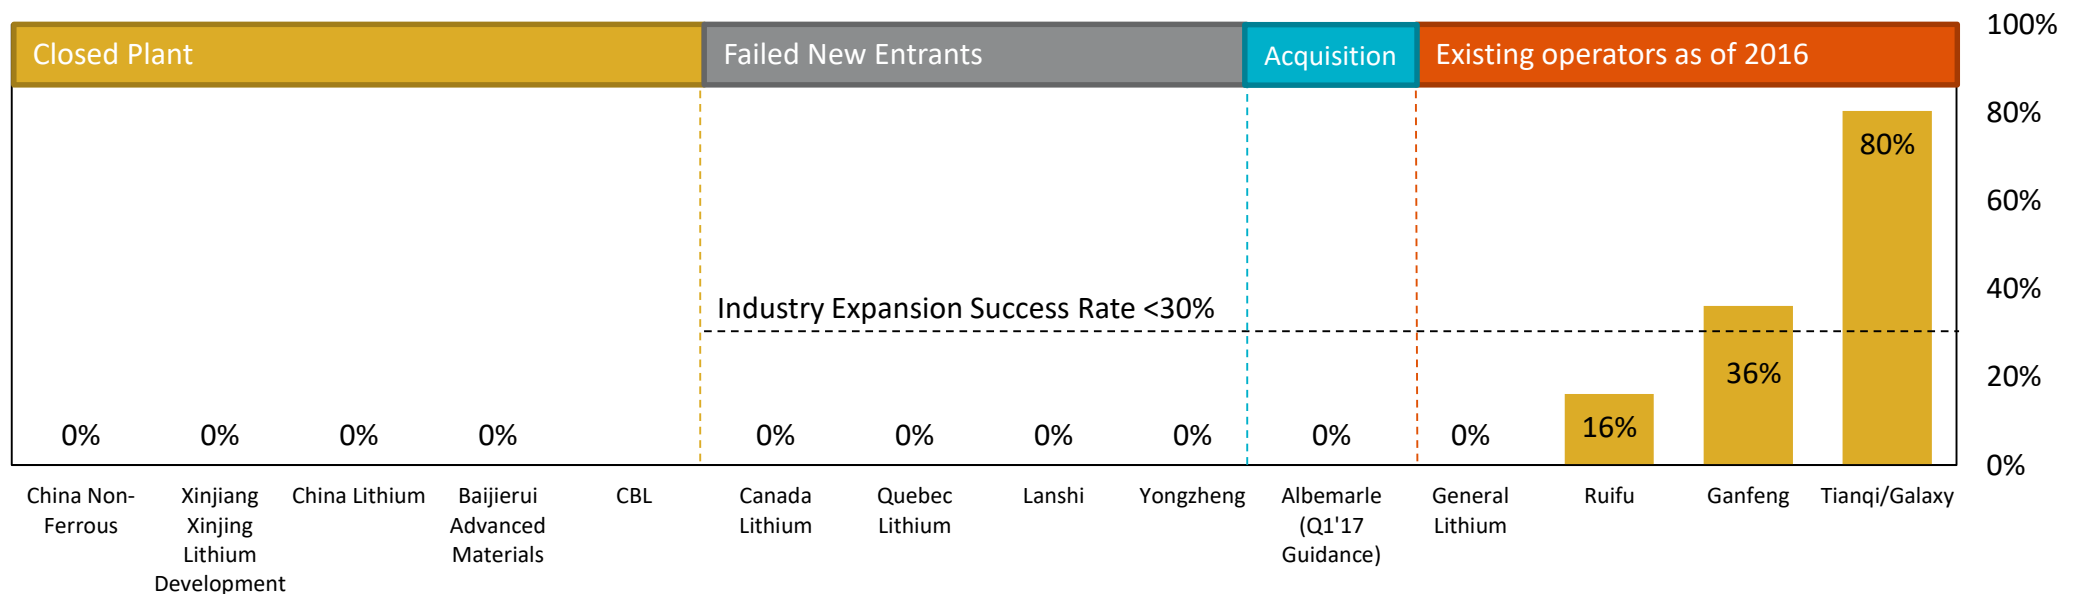 Closed Plant
Failed New Entrants
Acquisition
Existing operators as of 2016
100%
80%
60%
40%
20%
0%
Industry Expansion Success Rate <30%
0%
0%
0%
0%
0%
0%
0%
0%
0%
0%
16%
36%
80%
China Non-
Ferrous
Xinjiang
Xinjing
Lithium
Development
China Lithium
Baijierui
Advanced
Materials
CBL
Canada
Lithium
Quebec
Lithium
Lanshi
Yongzheng
Albemarle
(Q1'17
Guidance)
General
Lithium
Ruifu
Ganfeng
Tianqi/Galaxy